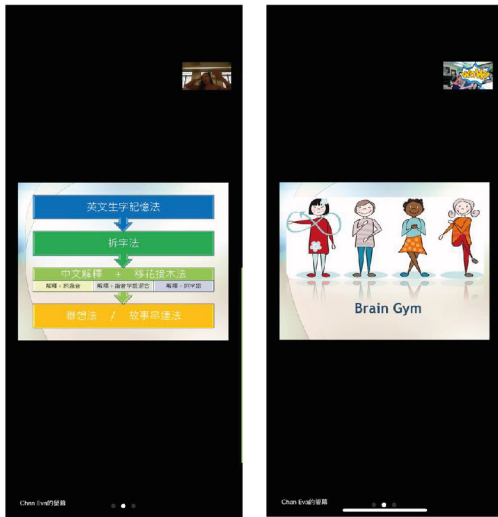 英文生字記憶法
拆字法
中文解釋 + 移花接木法
聯想法 / 故事串連法
Chan Eva的螢幕
Brain Gym
Chan Eva的螢幕